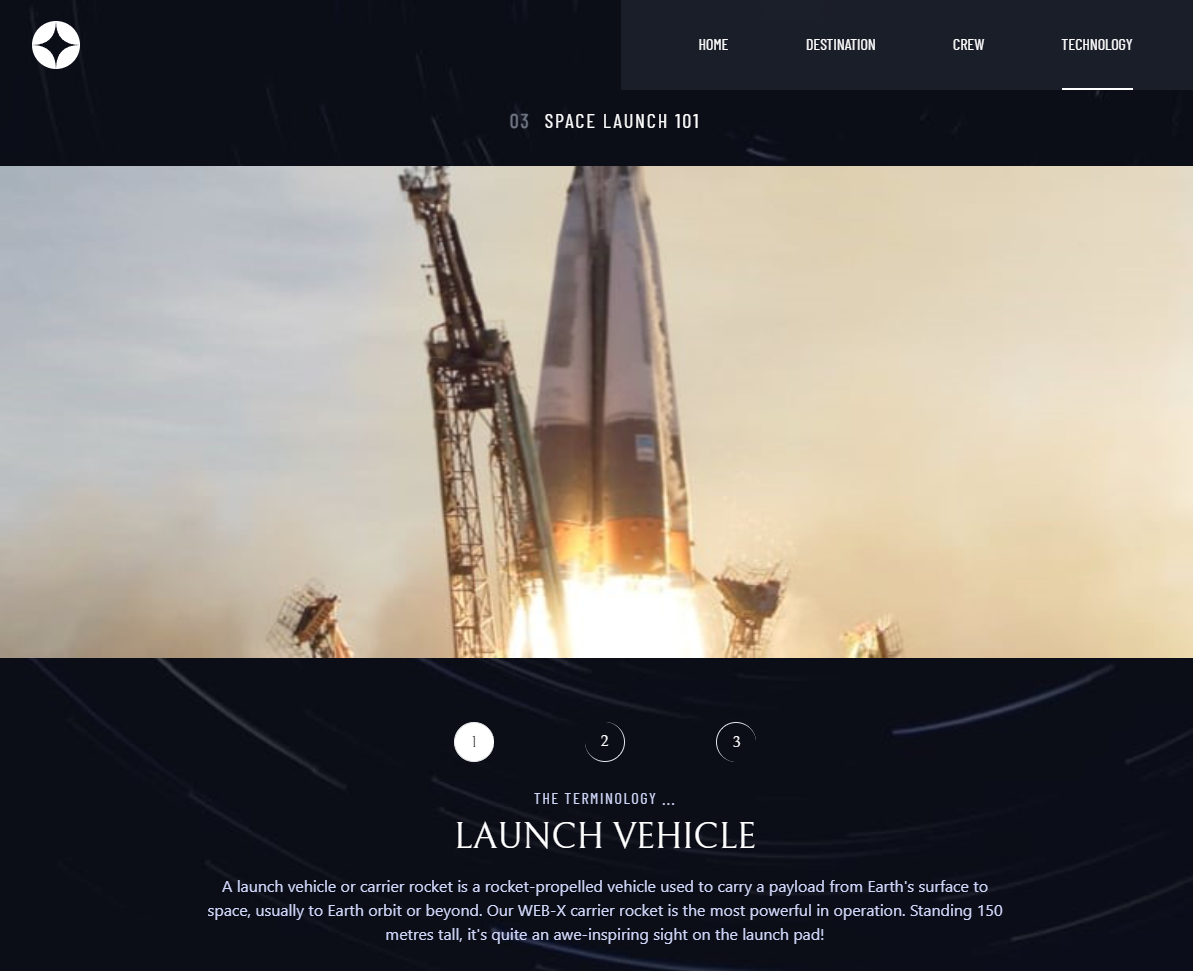 HOME DESTINATION CREW TECHNOLOGY
03 SPACE LAUNCH 101
1 2 3
THE TERMINOLOGY ...
LAUNCH VEHICLE
A launch vehicle or carrier rocket is a rocket-propelled vehicle used to carry a payload from Earth's surface to
space, usually to Earth orbit or beyond. Our WEB-X carrier rocket is the most powerful in operation. Standing 150
metres tall, it's quite an awe-inspiring sight on the launch pad!